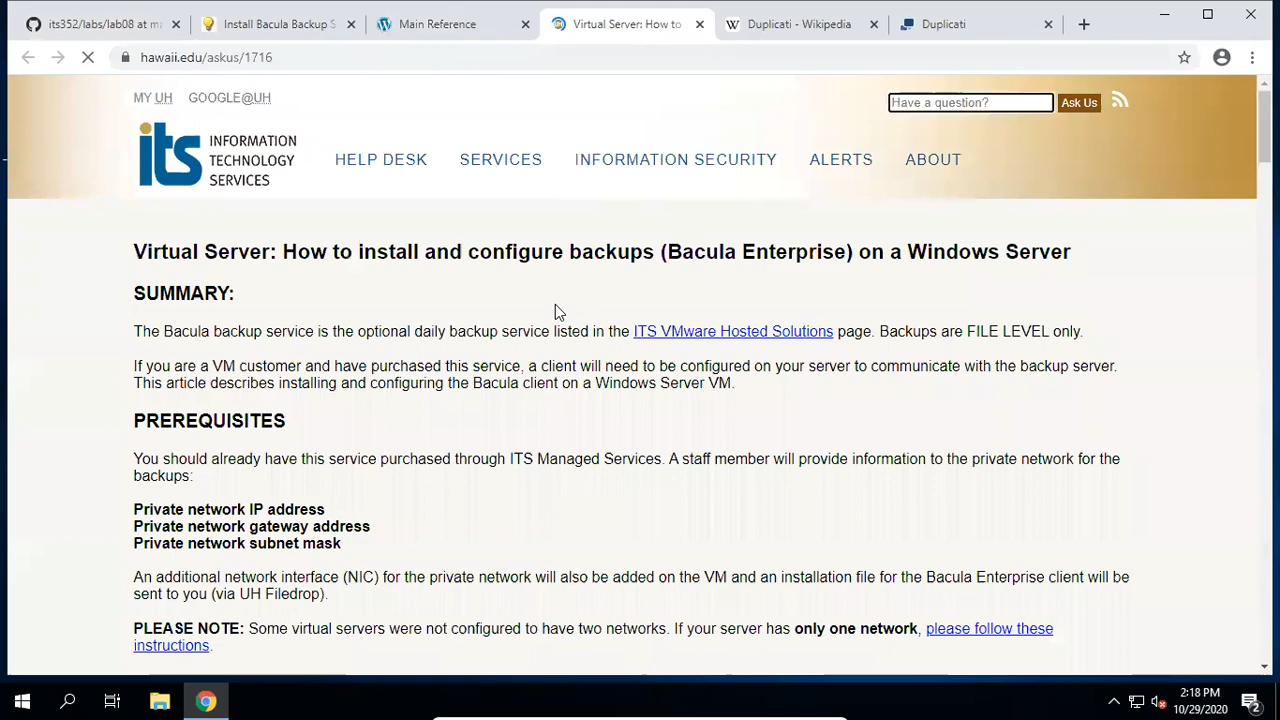 its352/labs/lab08 at ma
Install Bacula Backup S
Main Reference
Virtual Server: How to
Duplicati - Wikipedia
Duplicati
hawaii.edu/askus/1716
MY UH GOOGLE@UH
Have a question?
Ask Us
its INFORMATION
TECHNOLOGY
SERVICES
HELP DESK SERVICES INFORMATION SECURITY ALERTS ABOUT
Virtual Server: How to install and configure backups (Bacula Enterprise) on a Windows Server
SUMMARY:
The Bacula backup service is the optional daily backup service listed in the ITS VMware Hosted Solutions page. Backups are FILE LEVEL only.
If you are a VM customer and have purchased this service, a client will need to be configured on your server to communicate with the backup server.
This article describes installing and configuring the Bacula client on a Windows Server VM.
PREREQUISITES
You should already have this service purchased through ITS Managed Services. A staff member will provide information to the private network for the
backups:
Private network IP address
Private network gateway address
Private network subnet mask
An additional network interface (NIC) for the private network will also be added on the VM and an installation file for the Bacula Enterprise client will be
sent to you (via UH Filedrop).
PLEASE NOTE: Some virtual servers were not configured to have two networks. If your server has only one network, please follow these
instructions.
2:18 PM
10/29/2020
2